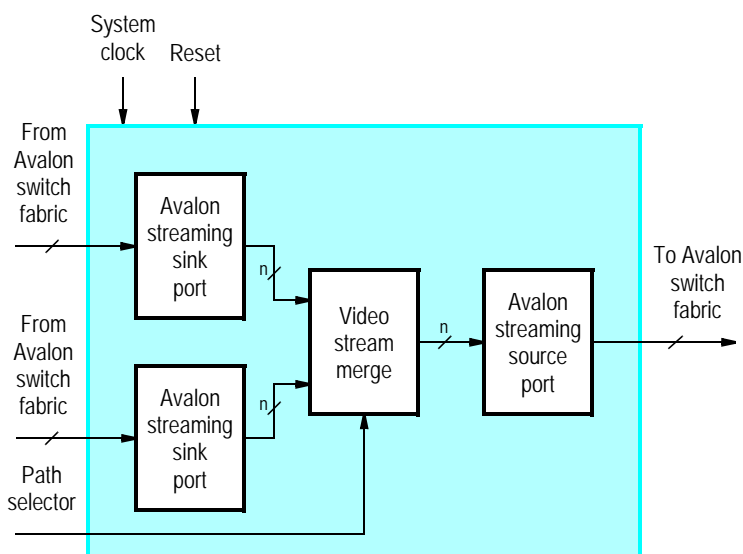 System
clock
Reset
From
Avalon
switch
fabric
Avalon
streaming
sink
port
n
Video
stream
merge
n
Avalon
streaming
source
port
To Avalon
switch
fabric
From
Avalon
switch
fabric
Avalon
streaming
sink
port
n
Path
selector